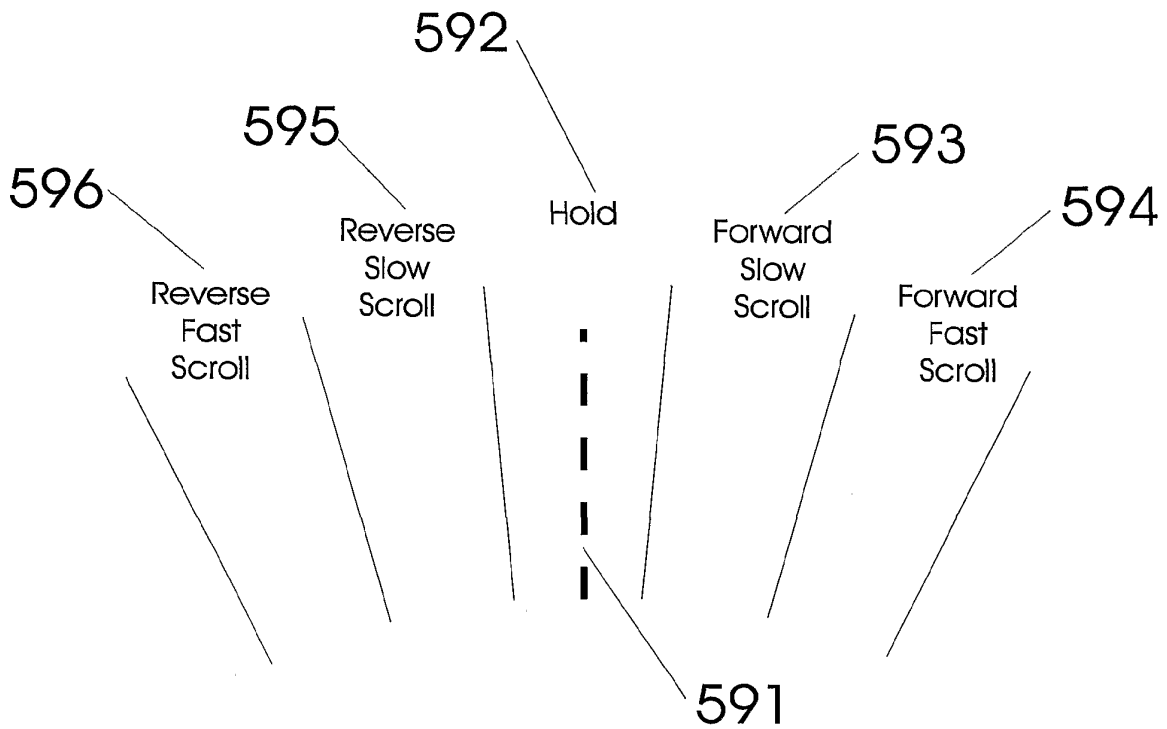 592
595
593
596
594
Hold
Reverse
Slow
Scroll
Forward
Slow
Scroll
Reverse
Fast
Scroll
Forward
Fast
Scroll
591